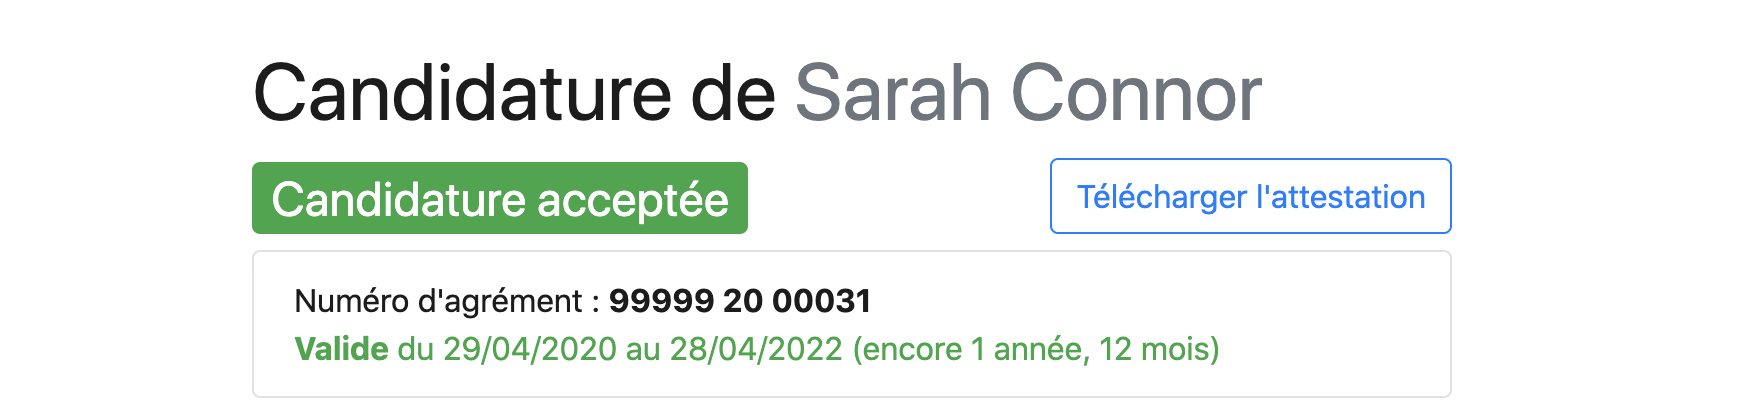 Candidature de Sarah Connor
Candidature acceptée
Télécharger l'attestation
Numéro d'agrément : 99999 20 00031
Valide du 29/04/2020 au 28/04/2022 (encore 1 année, 12 mois)